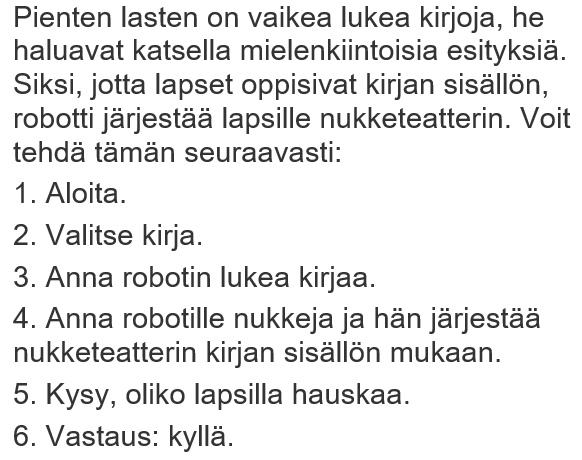 Pienten lasten on vaikea lukea kirjoja, he
haluavat katsella mielenkiintoisia esityksiä.
Siksi, jotta lapset oppisivat kirjan sisällön,
robotti järjestää lapsille nukketeatterin. Voit
tehdä tämän seuraavasti:
1. Aloita.
2. Valitse kirja.
3. Anna robotin lukea kirjaa.
4. Anna robotille nukkeja ja hän järjestää
nukketeatterin kirjan sisällön mukaan.
5. Kysy, oliko lapsilla hauskaa.
6. Vastaus: kyllä.